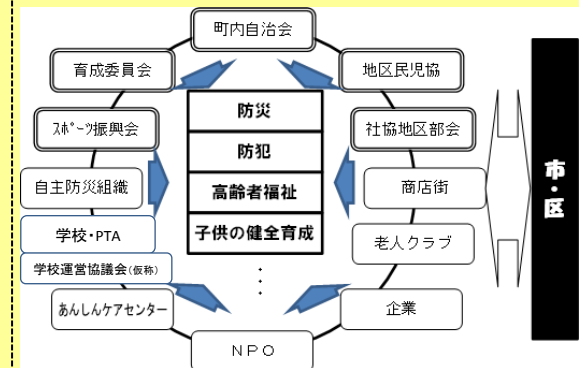 町内自治会
育成委員会
地区民児協
スポーツ振興会
社協地区部会
防災
防犯
高齢者福祉
子供の健全育成
自主防災組織
商店街
学校・PTA
老人クラブ
学校運営協議会(仮称)
あんしんケアセンター
企業
NPO
市・区